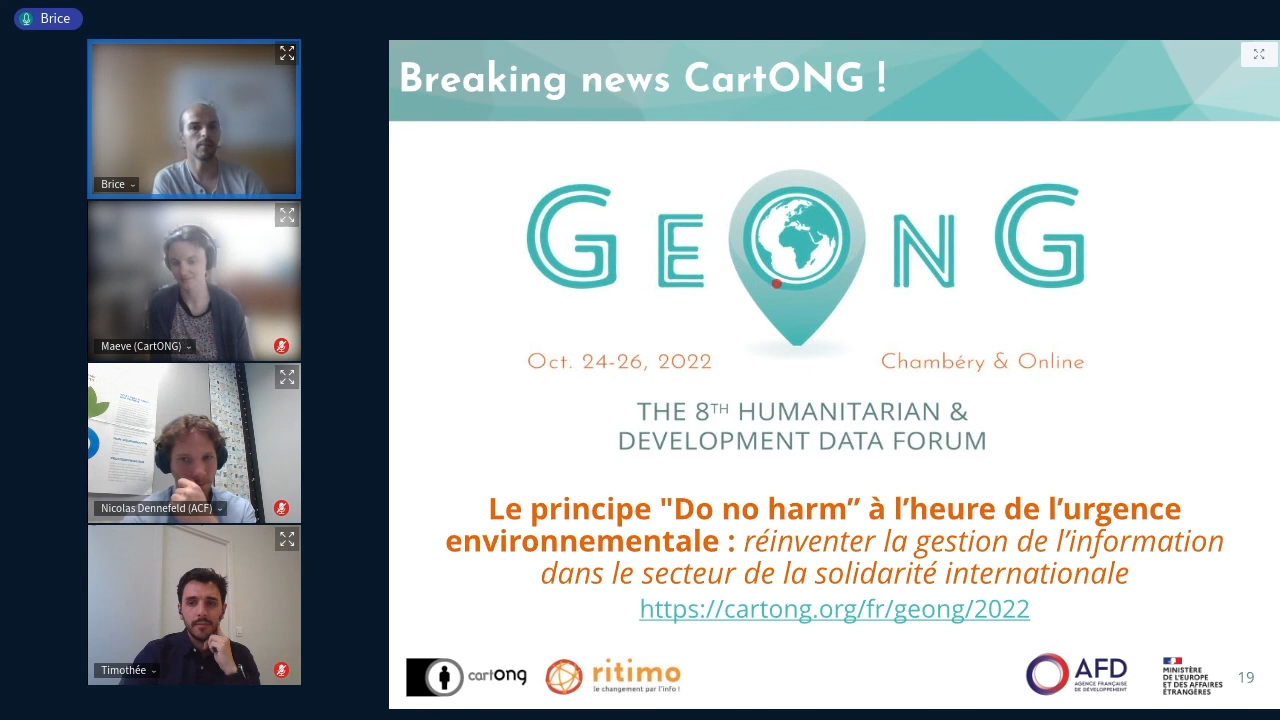 Brice
Brice
Maeve (CartONG)
Nicolas Dennefeld (ACF)
Timothée
Breaking news CartONG !
GEONG
Oct. 24-26, 2022
Chambéry & Online
THE 8TH HUMANITARIAN &
DEVELOPMENT DATA FORUM
Le principe "Do no harm” à l’heure de l’urgence
environnementale : réinventer la gestion de l’information
dans le secteur de la solidarité internationale
https://cartong.org/fr/geong/2022
cartong
ritimo
le changement par l'info !
AFD
AGENCE FRANÇAISE
DE DÉVELOPPEMENT
MINISTÈRE
DE L'EUROPE
ET DES AFFAIRES
ÉTRANGÈRES
19